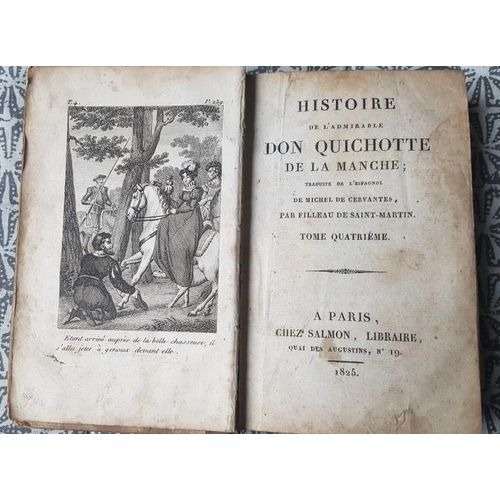 T. 4.
Etant arrivé auprès de la belle chasseuse, il
s'alla jeter à genoux devant elle.
HISTOIRE
DE L'ADMIRABLE
DON QUICHOTTE
DE LA MANCHE;
TRADUITE DE L'ESPAGNOL
DE MICHEL DE CERVANTES,
PAR FILLEAU DE SAINT-MARTIN.
TOME QUATRIÈME.
A PARIS,
CHEZ SALMON, LIBRAIRE,
QUAI DES AUGUSTINS, N° 19.
1825.